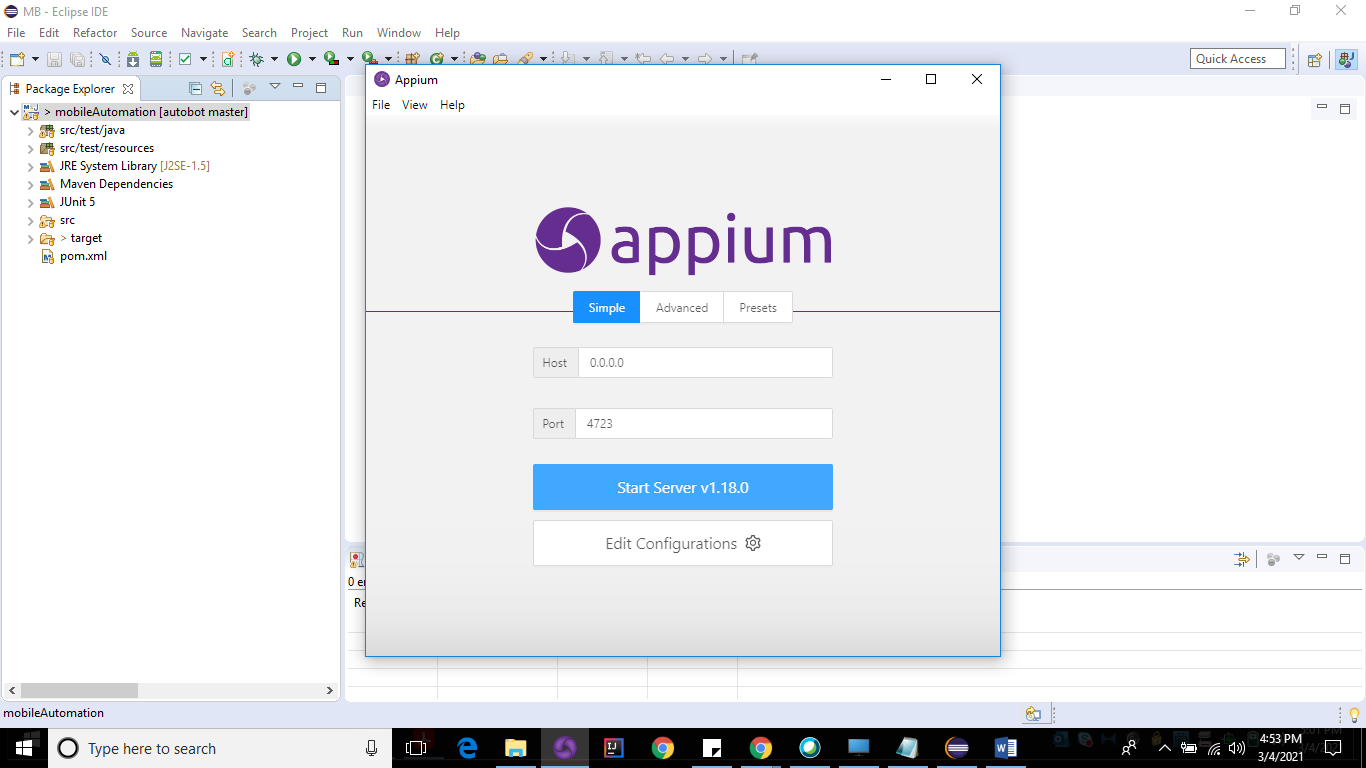 MB - Eclipse IDE
File Edit Refactor Source Navigate Search Project Run Window Help
Quick Access
Package Explorer
> mobileAutomation [autobot master]
src/test/java
src/test/resources
JRE System Library [J2SE-1.5]
Maven Dependencies
JUnit 5
src
> target
pom.xml
Appium
File View Help
appium
Simple Advanced Presets
Host 0.0.0.0
Port 4723
Start Server v1.18.0
Edit Configurations
0 er
Re
mobileAutomation
Type here to search
4:53 PM
3/4/2021